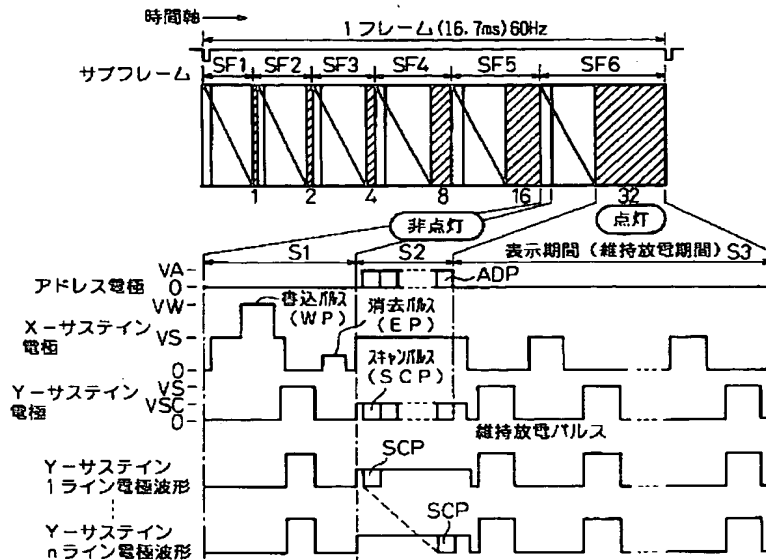 時間軸
1フレーム(16.7ms)60Hz
サブフレーム
SF1 SF2 SF3 SF4 SF5 SF6
1 2 4 8 16 32
非点灯 点灯
S1 S2 表示期間(維持放電期間) S3
アドレス電極
VA
0
ADP
VW
書込パルス
(WP)
消去パルス
(EP)
X-サステイン
電極
VS
0
スキャンパルス
(SCP)
Y-サステイン
電極
VS
VSC
0
維持放電パルス
Y-サステイン
1ライン電極波形
SCP
Y-サステイン
nライン電極波形
SCP